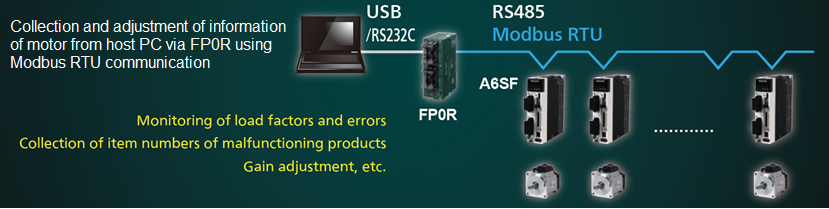 Collection and adjustment of information
of motor from host PC via FP0R using
Modbus RTU communication
USB
/RS232C
RS485
Modbus RTU
A6SF
FP0R
Monitoring of load factors and errors
Collection of item numbers of malfunctioning products
Gain adjustment, etc.
............